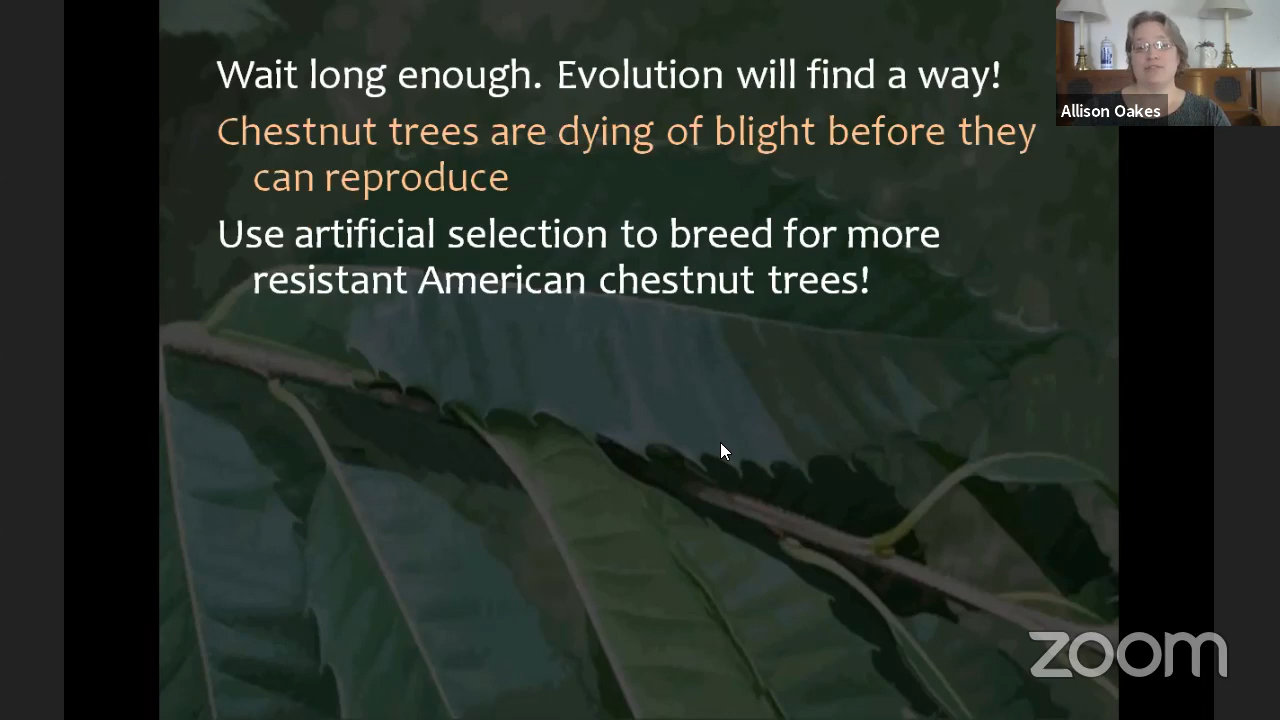 Wait long enough. Evolution will find a way!
Chestnut trees are dying of blight before they
can reproduce
Use artificial selection to breed for more
resistant American chestnut trees!
Allison Oakes
zoom